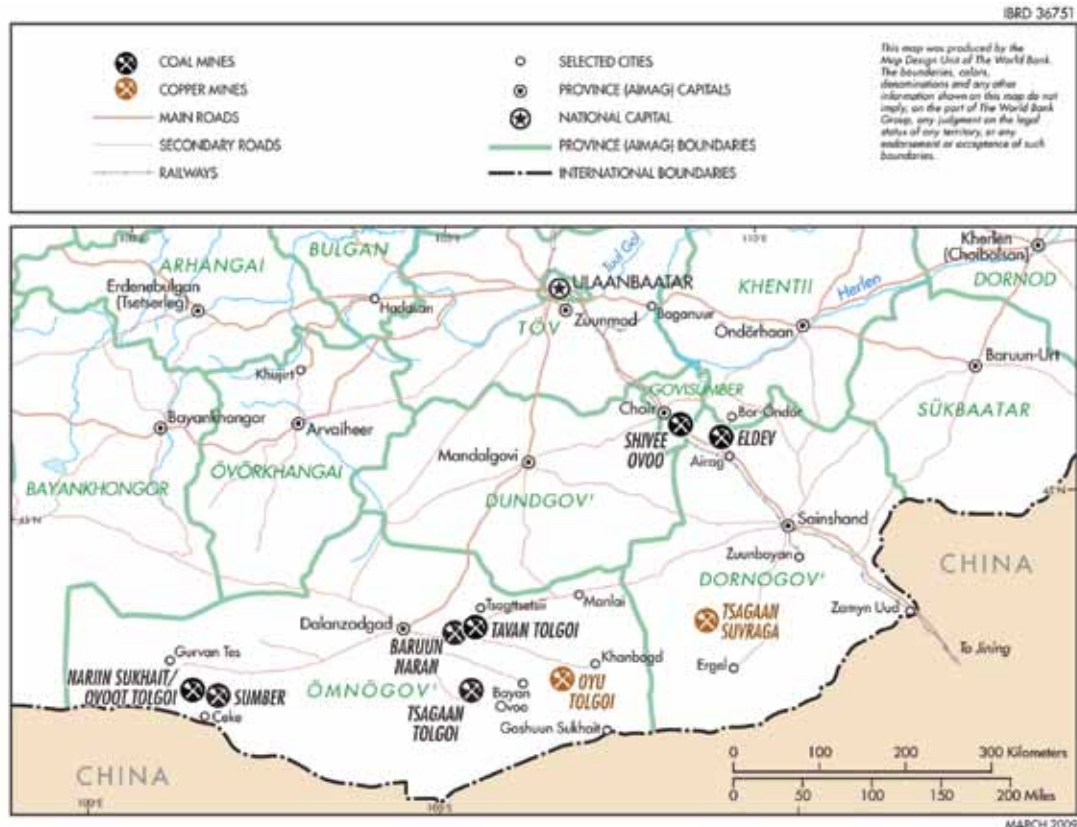 IBRD 36751
COAL MINES
COPPER MINES
MAIN ROADS
SECONDARY ROADS
RAILWAYS
SELECTED CITIES
PROVINCE (AIMAG) CAPITALS
NATIONAL CAPITAL
PROVINCE (AIMAG) BOUNDARIES
INTERNATIONAL BOUNDARIES
This map was produced by the
Map Design Unit of The World Bank.
The boundaries, colors,
denominations and any other
information shown on this map do not
imply, on the part of The World Bank
Group, any judgment on the legal
status of any territory, or any
endorsement or acceptance of such
boundaries.
110°E
ARHANGAI
BULGAN
Tuul Gol
Kherlen
(Choibalsan)
DORNOD
Erdenebulgan
(Tsetserleg)
Hadasan
ULAANBAATAR
KHENTII
Herlen
TÖV
Zuunmod
Baganuur
Öndörhaan
Baruun-Urt
Khujirt
GOVISUMBER
SÜKBAATAR
Bayankhongor
Arvaiheer
Choir
Bor-Öndör
SHIVEE
OVOO
ELDEV
Airag
ÖVÖRKHANGAI
Mandalgovi
BAYANKHONGOR
DUNDGOV'
45°N
45°N
Sainshand
Zuunbayan
CHINA
DORNOGOV'
Tsogttsetsii
Manlai
Dalanzadgad
TAVAN TOLGOI
BARUUN
NARAN
TSAGAAN
SUVRAGA
Zamyn Uud
To Jining
Gurvan Tes
Khanbogd
Ergel
NARIIN SUKHAIT/
OVOOT TOLGOI
SUMBER
ÖMNÖGOV'
TSAGAAN
TOLGOI
Bayan
Ovoo
OYU
TOLGOI
Ceke
Gashuun Sukhait
CHINA
0 100 200 300 Kilometers
0 50 100 150 200 Miles
100°E
105°E
MARCH 2009